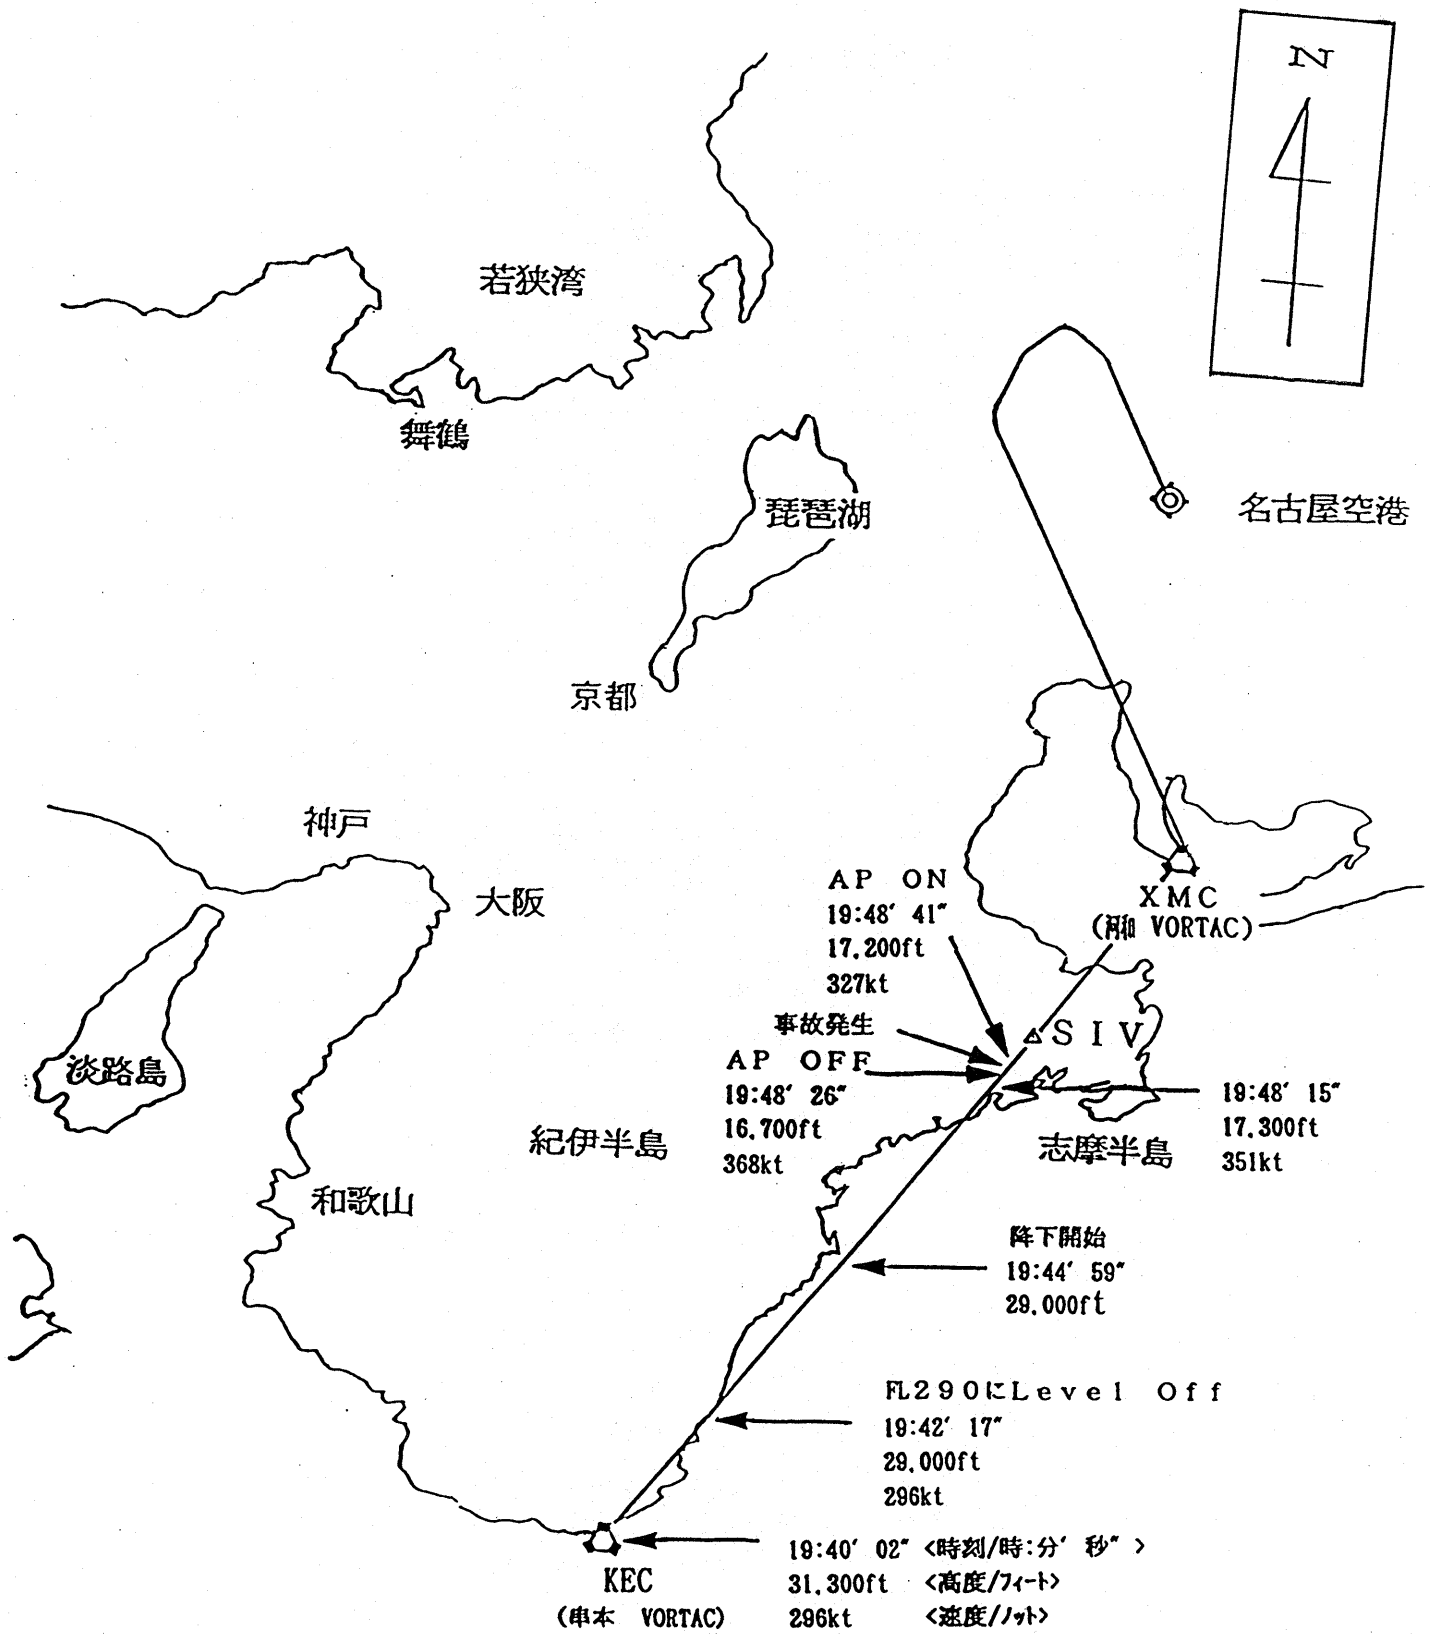 N
若狭湾
舞鶴
琵琶湖
名古屋空港
京都
神戸
大阪
AP ON
19:48′ 41″
17,200ft
327kt
XMC
(河和 VORTAC)
事故発生
SIV
AP OFF
19:48′ 26″
16,700ft
368kt
19:48′ 15″
17,300ft
351kt
淡路島
紀伊半島
志摩半島
和歌山
降下開始
19:44′ 59″
29,000ft
FL290にLevel Off
19:42′ 17″
29,000ft
296kt
KEC
(串本 VORTAC)
19:40′ 02″ <時刻/時:分′ 秒″ >
31,300ft <高度/フィート>
296kt <速度/ノット>